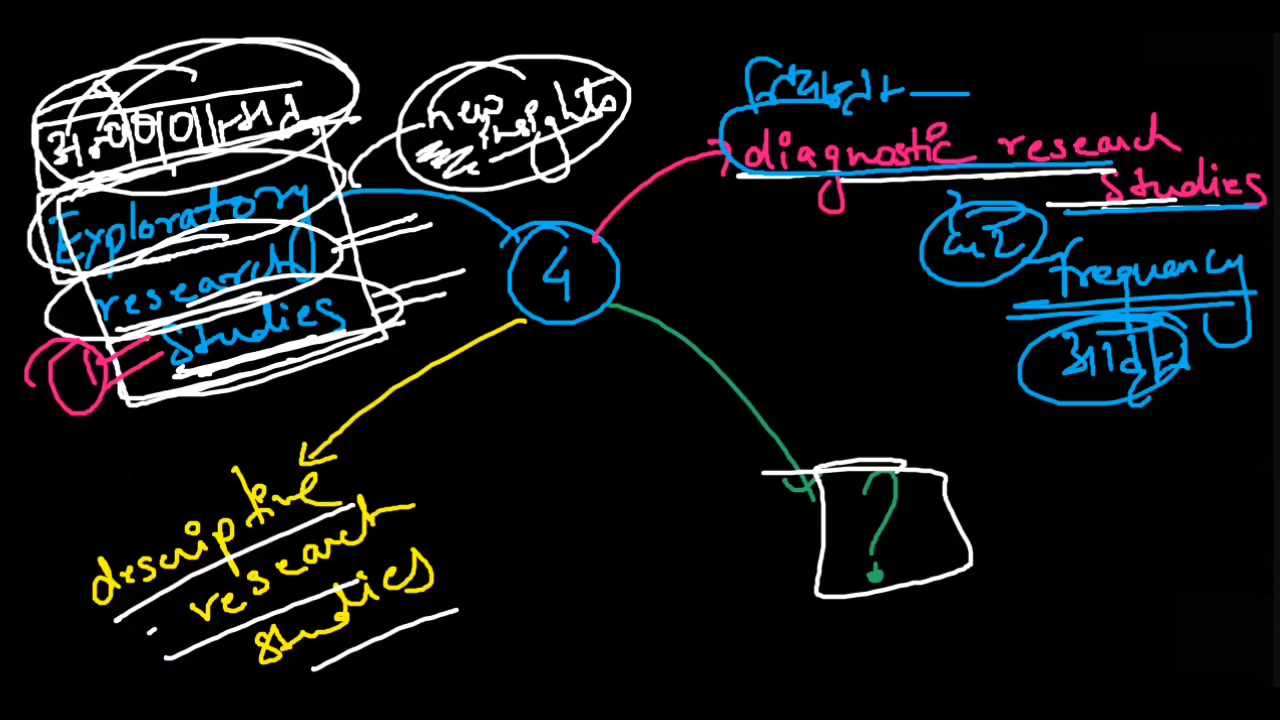 new
insights
Exploratory
research
studies
4
diagnostic research
studies
frequency
descriptive
research
studies
?